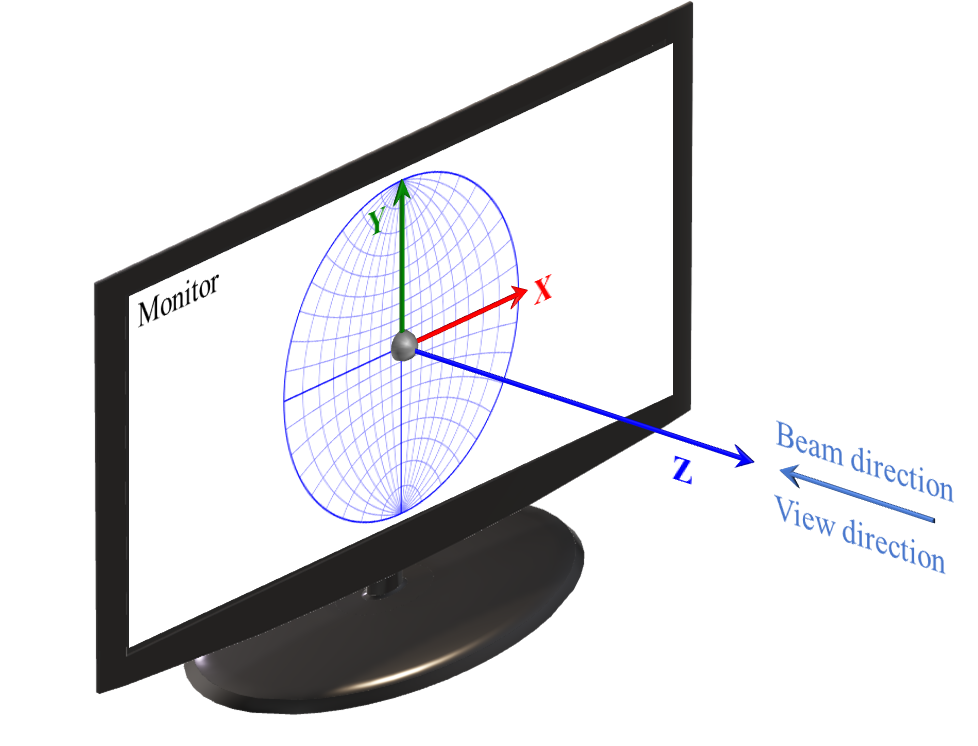 Monitor
Y
X
Z
Beam direction
View direction